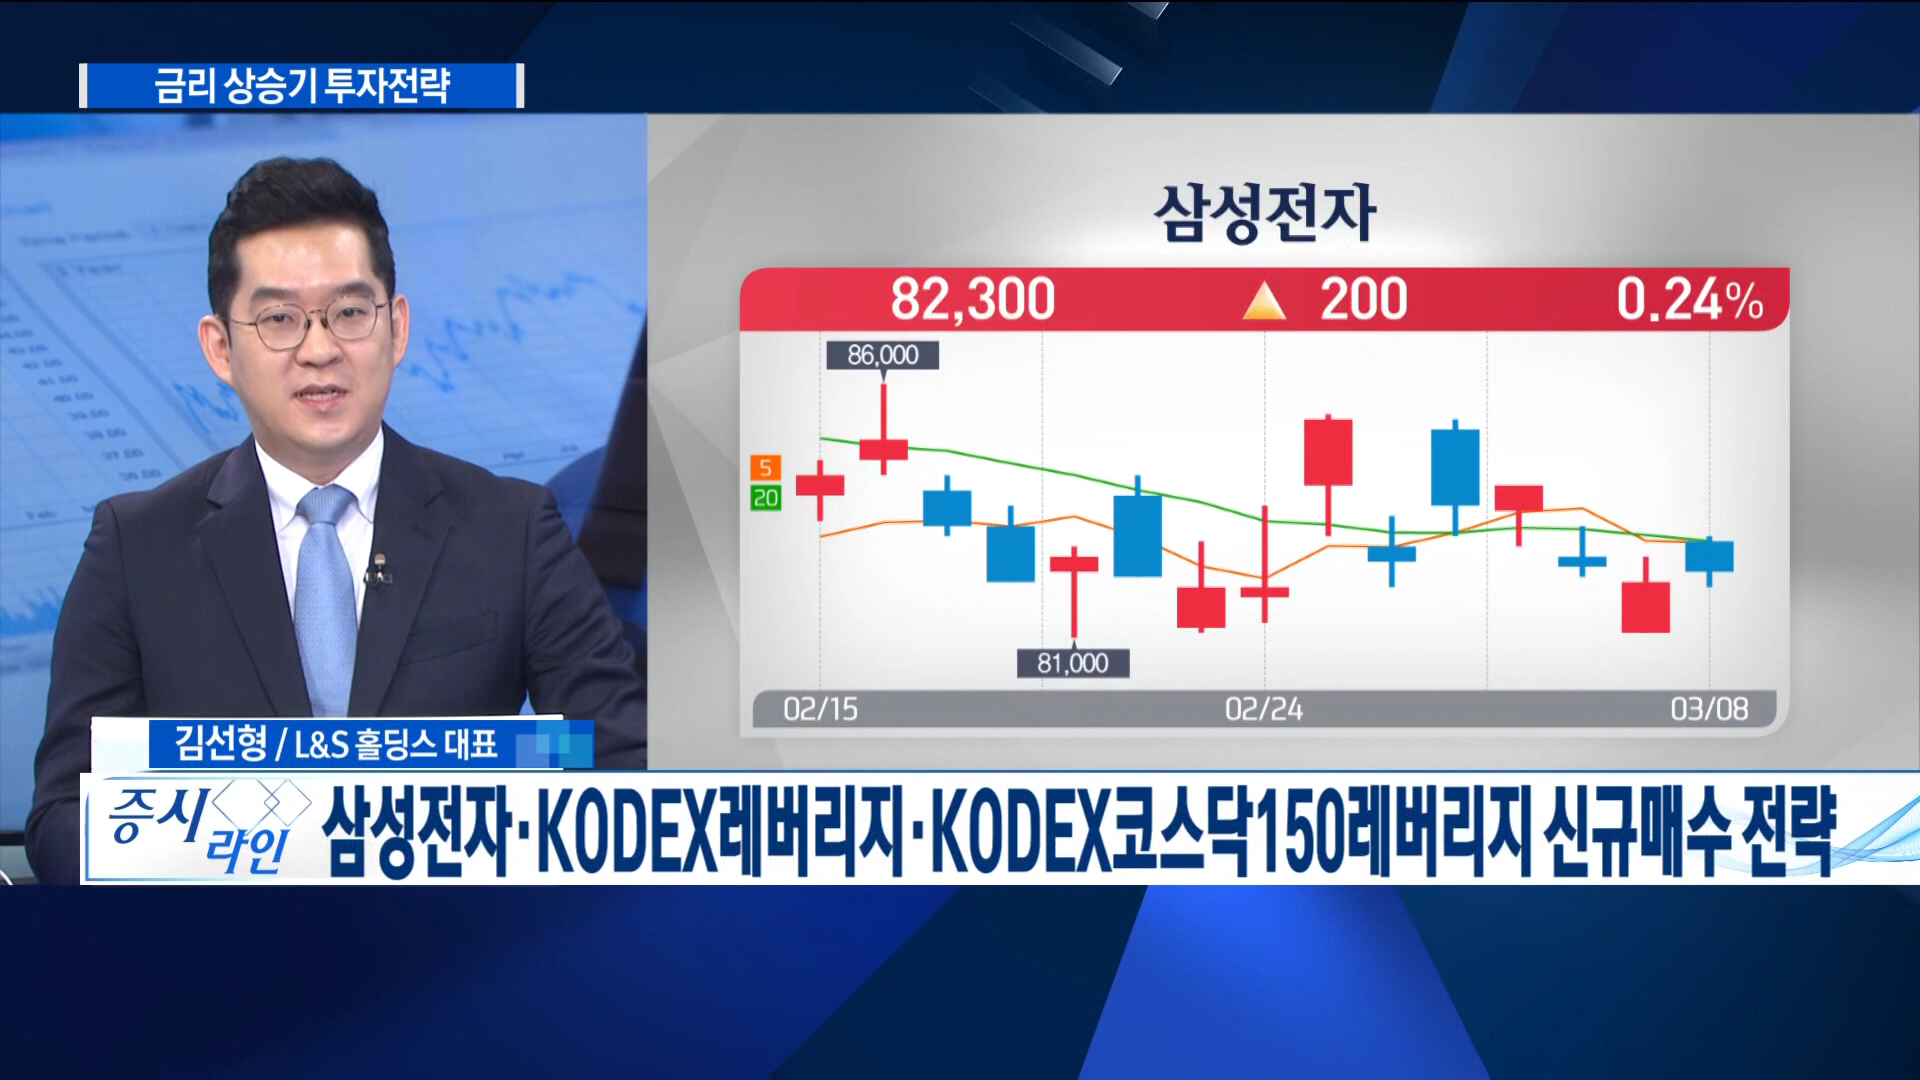 금리 상승기 투자전략
삼성전자
82,300 ▲ 200 0.24%
86,000
5
20
81,000
02/15 02/24 03/08
김선형 / L&S 홀딩스 대표
증시라인
삼성전자·KODEX레버리지·KODEX코스닥150레버리지 신규매수 전략